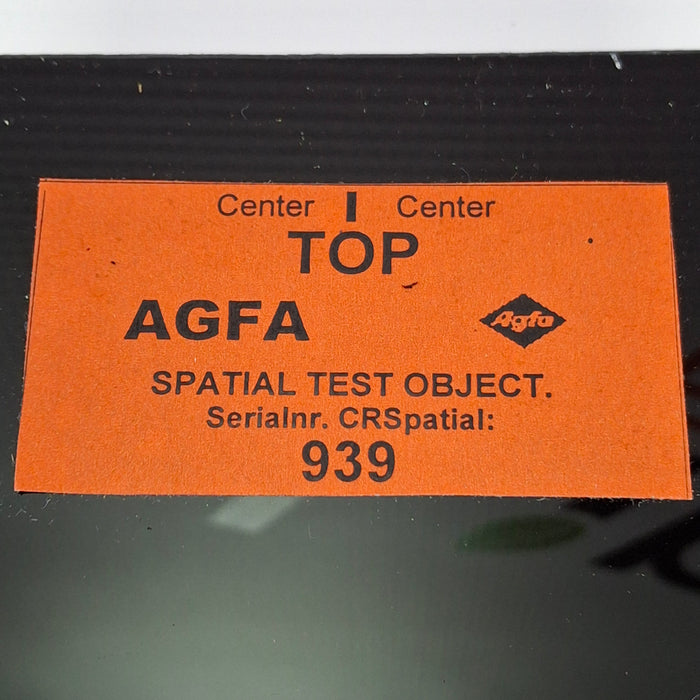 Center I Center
TOP
AGFA Agfa
SPATIAL TEST OBJECT.
Serialnr. CRSpatial:
939